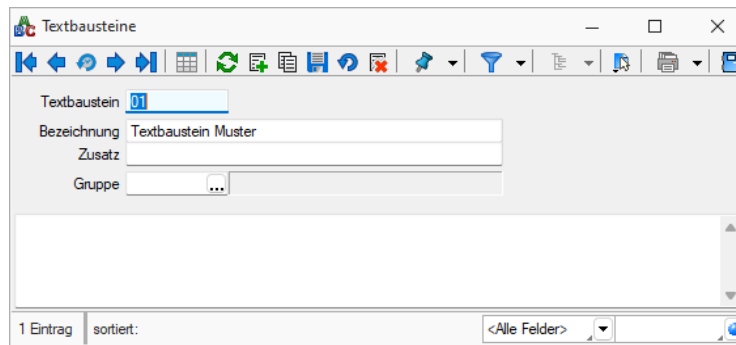 Textbausteine
Textbaustein 01
Bezeichnung Textbaustein Muster
Zusatz
Gruppe ...
1 Eintrag sortiert: <Alle Felder>